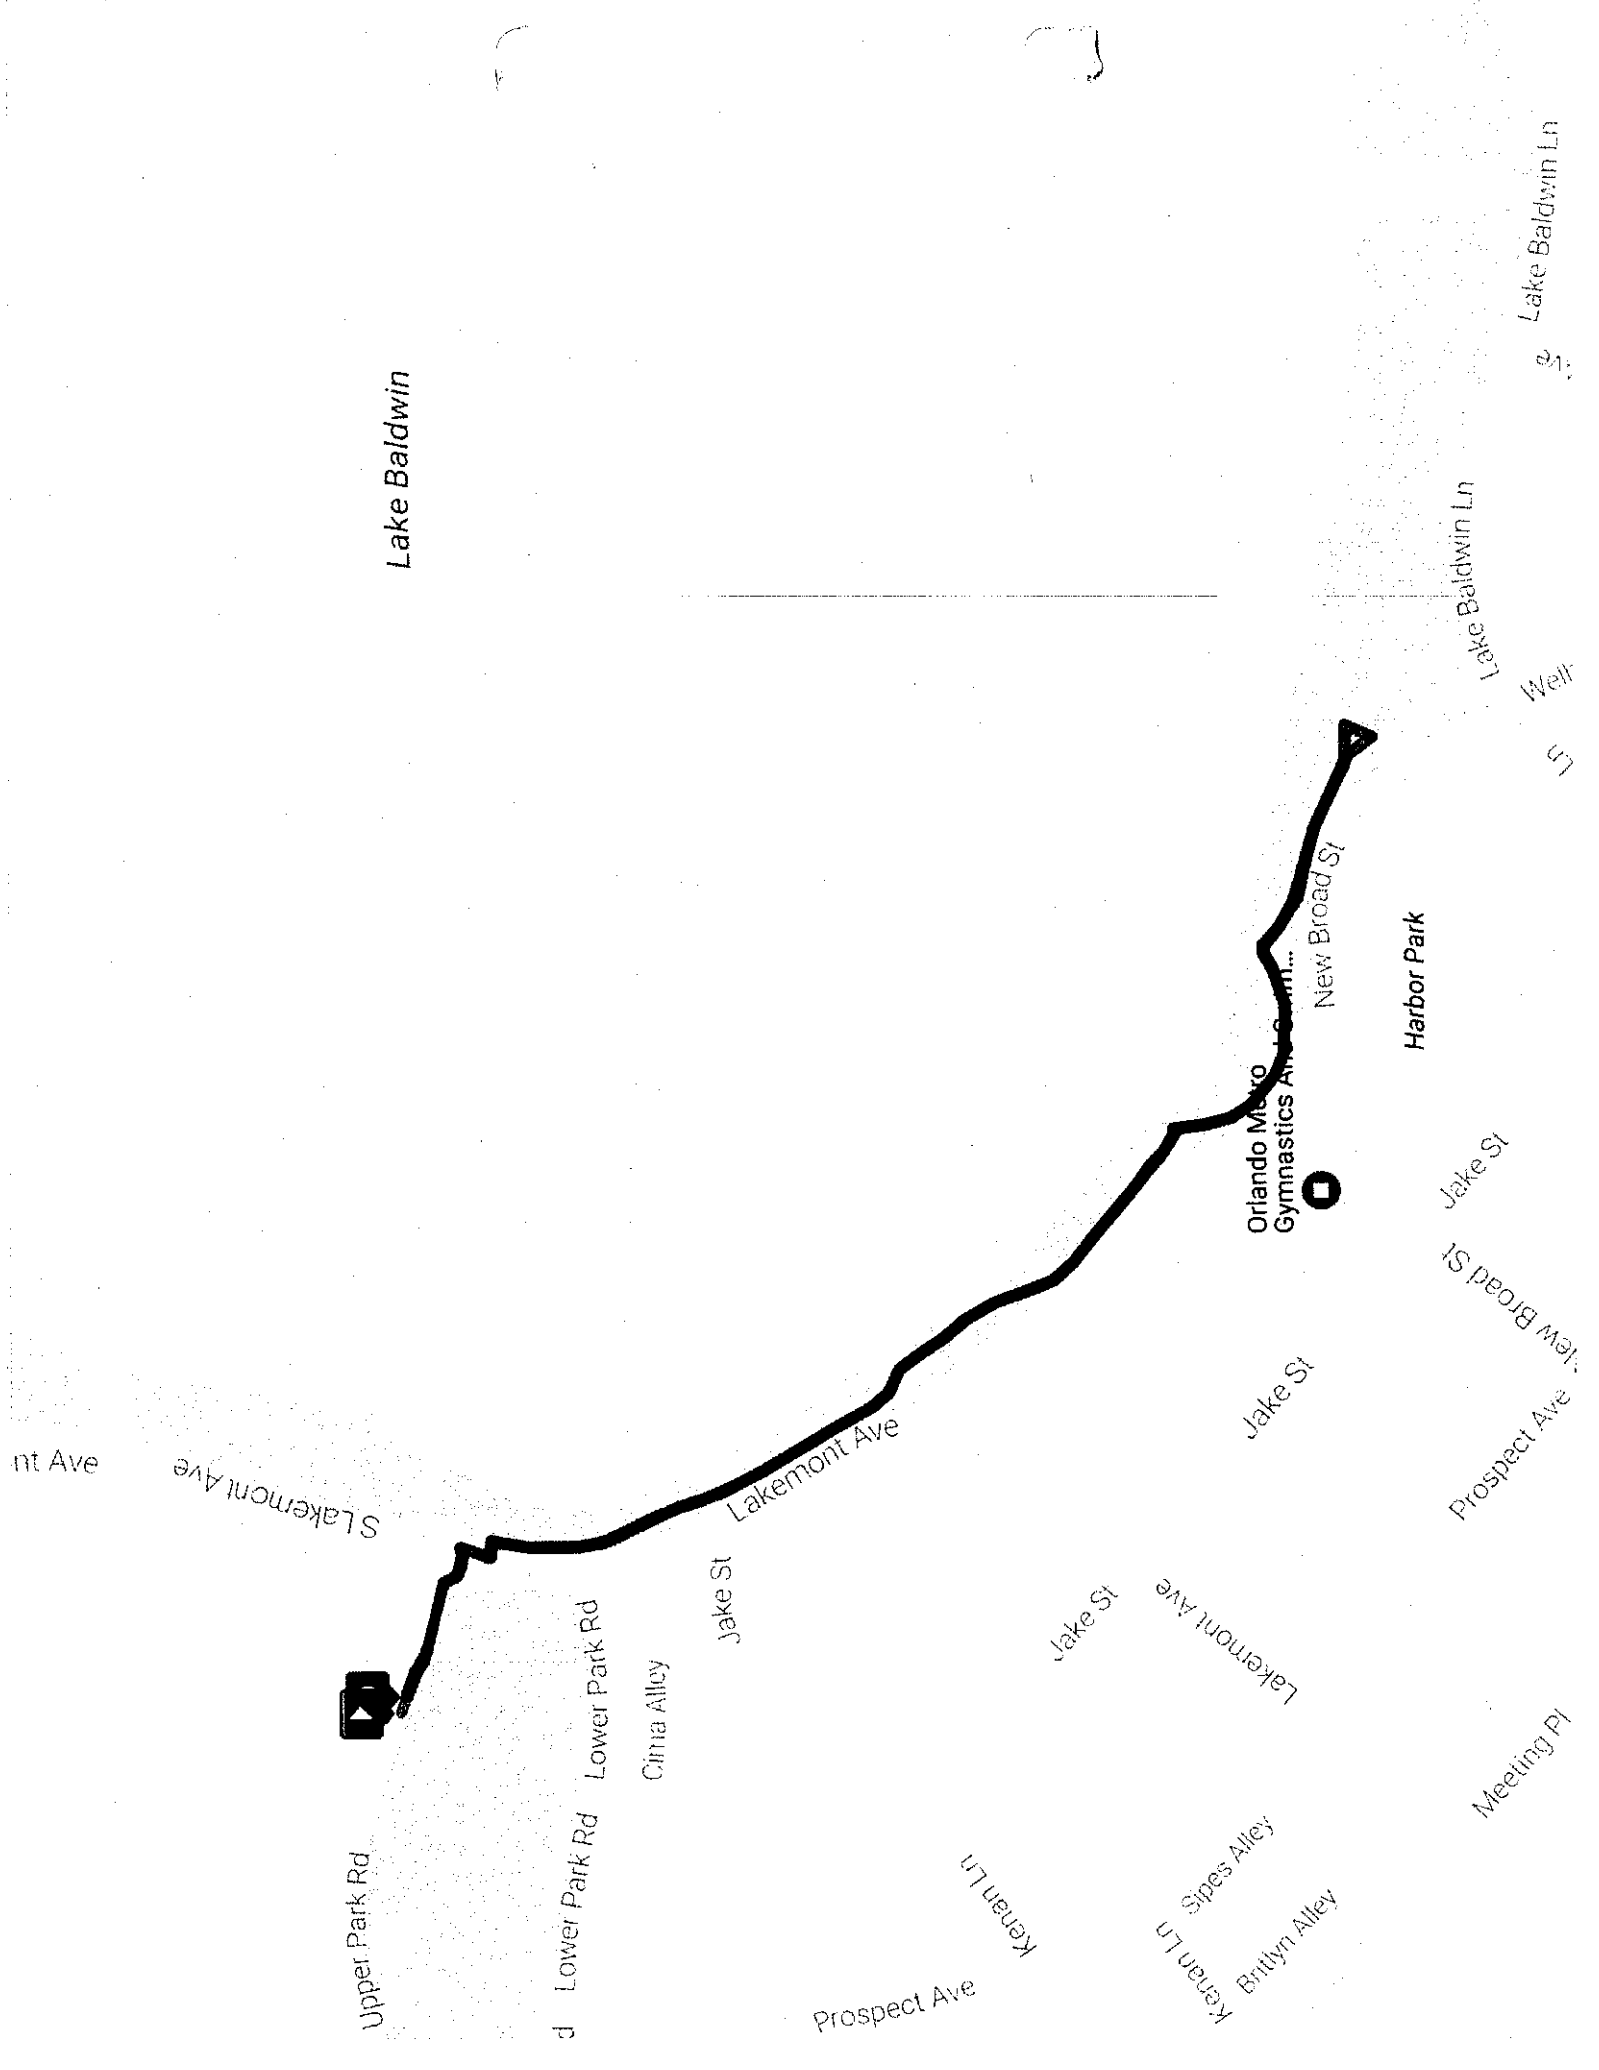 Lake Baldwin Ln
Lake Baldwin
Lake Baldwin Ln
Well
Ln
New Broad St
Harbor Park
Orlando Metro
Gymnastics And
Jake St
New Broad St
Jake St
Prospect Ave
nt Ave
S Lakemont Ave
Lakemont Ave
Jake St
Jake St
Lakemont Ave
Lower Park Rd
Cima Alley
Meeting Pl
Upper Park Rd
Lower Park Rd
d
Kenan Ln
Sipes Alley
Kenan Ln
Britlyn Alley
Prospect Ave